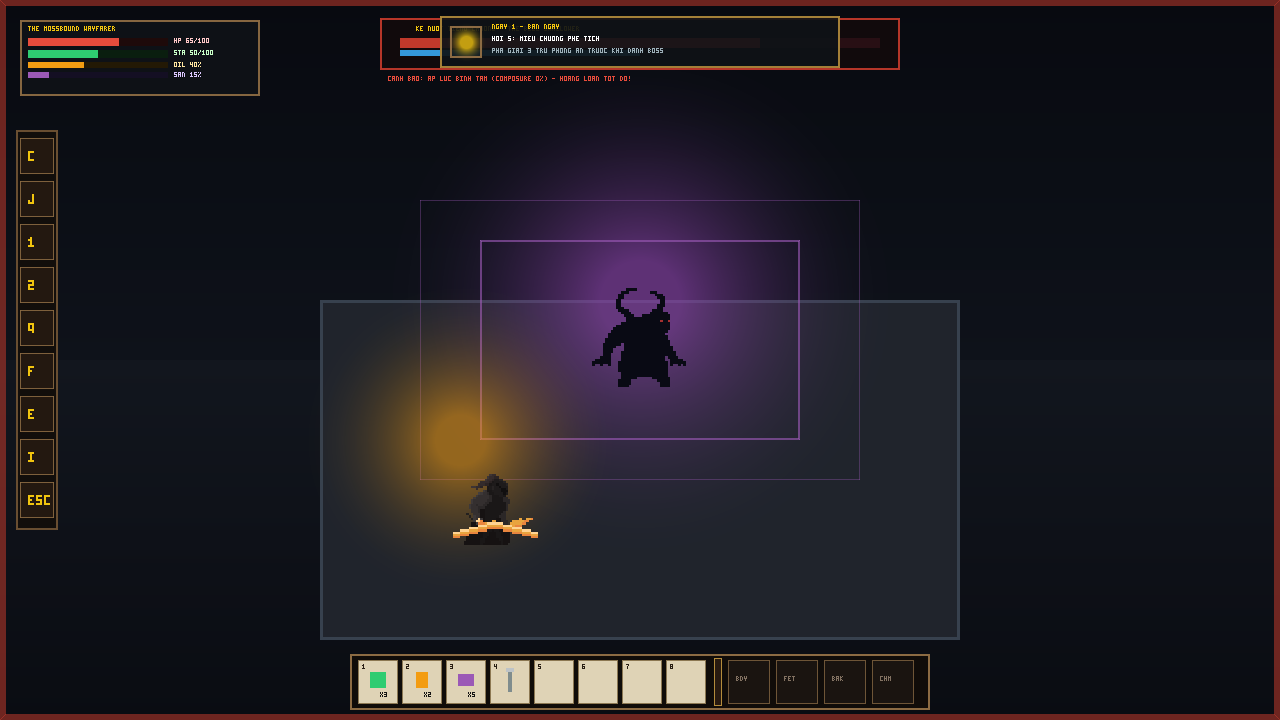 THE MOSSBOUND WAYFARER
HP 65/100
STA 50/100
OIL 40%
SAN 15%
KE NUO
NGAY 1 - BAN NGAY
HOI 5: MIEU CHUONG PHE TICH
PHA GIAI 3 TRU PHONG AN TRUOC KHI DANH BOSS
CANH BAO: AP LUC BINH TAM (COMPOSURE 0%) - HOANG LOAN TOT DO!
C
J
1
2
Q
F
E
I
ESC
1 X3
2 X2
3 X5
4
5
6
7
8
BDY
FET
BAK
CHM